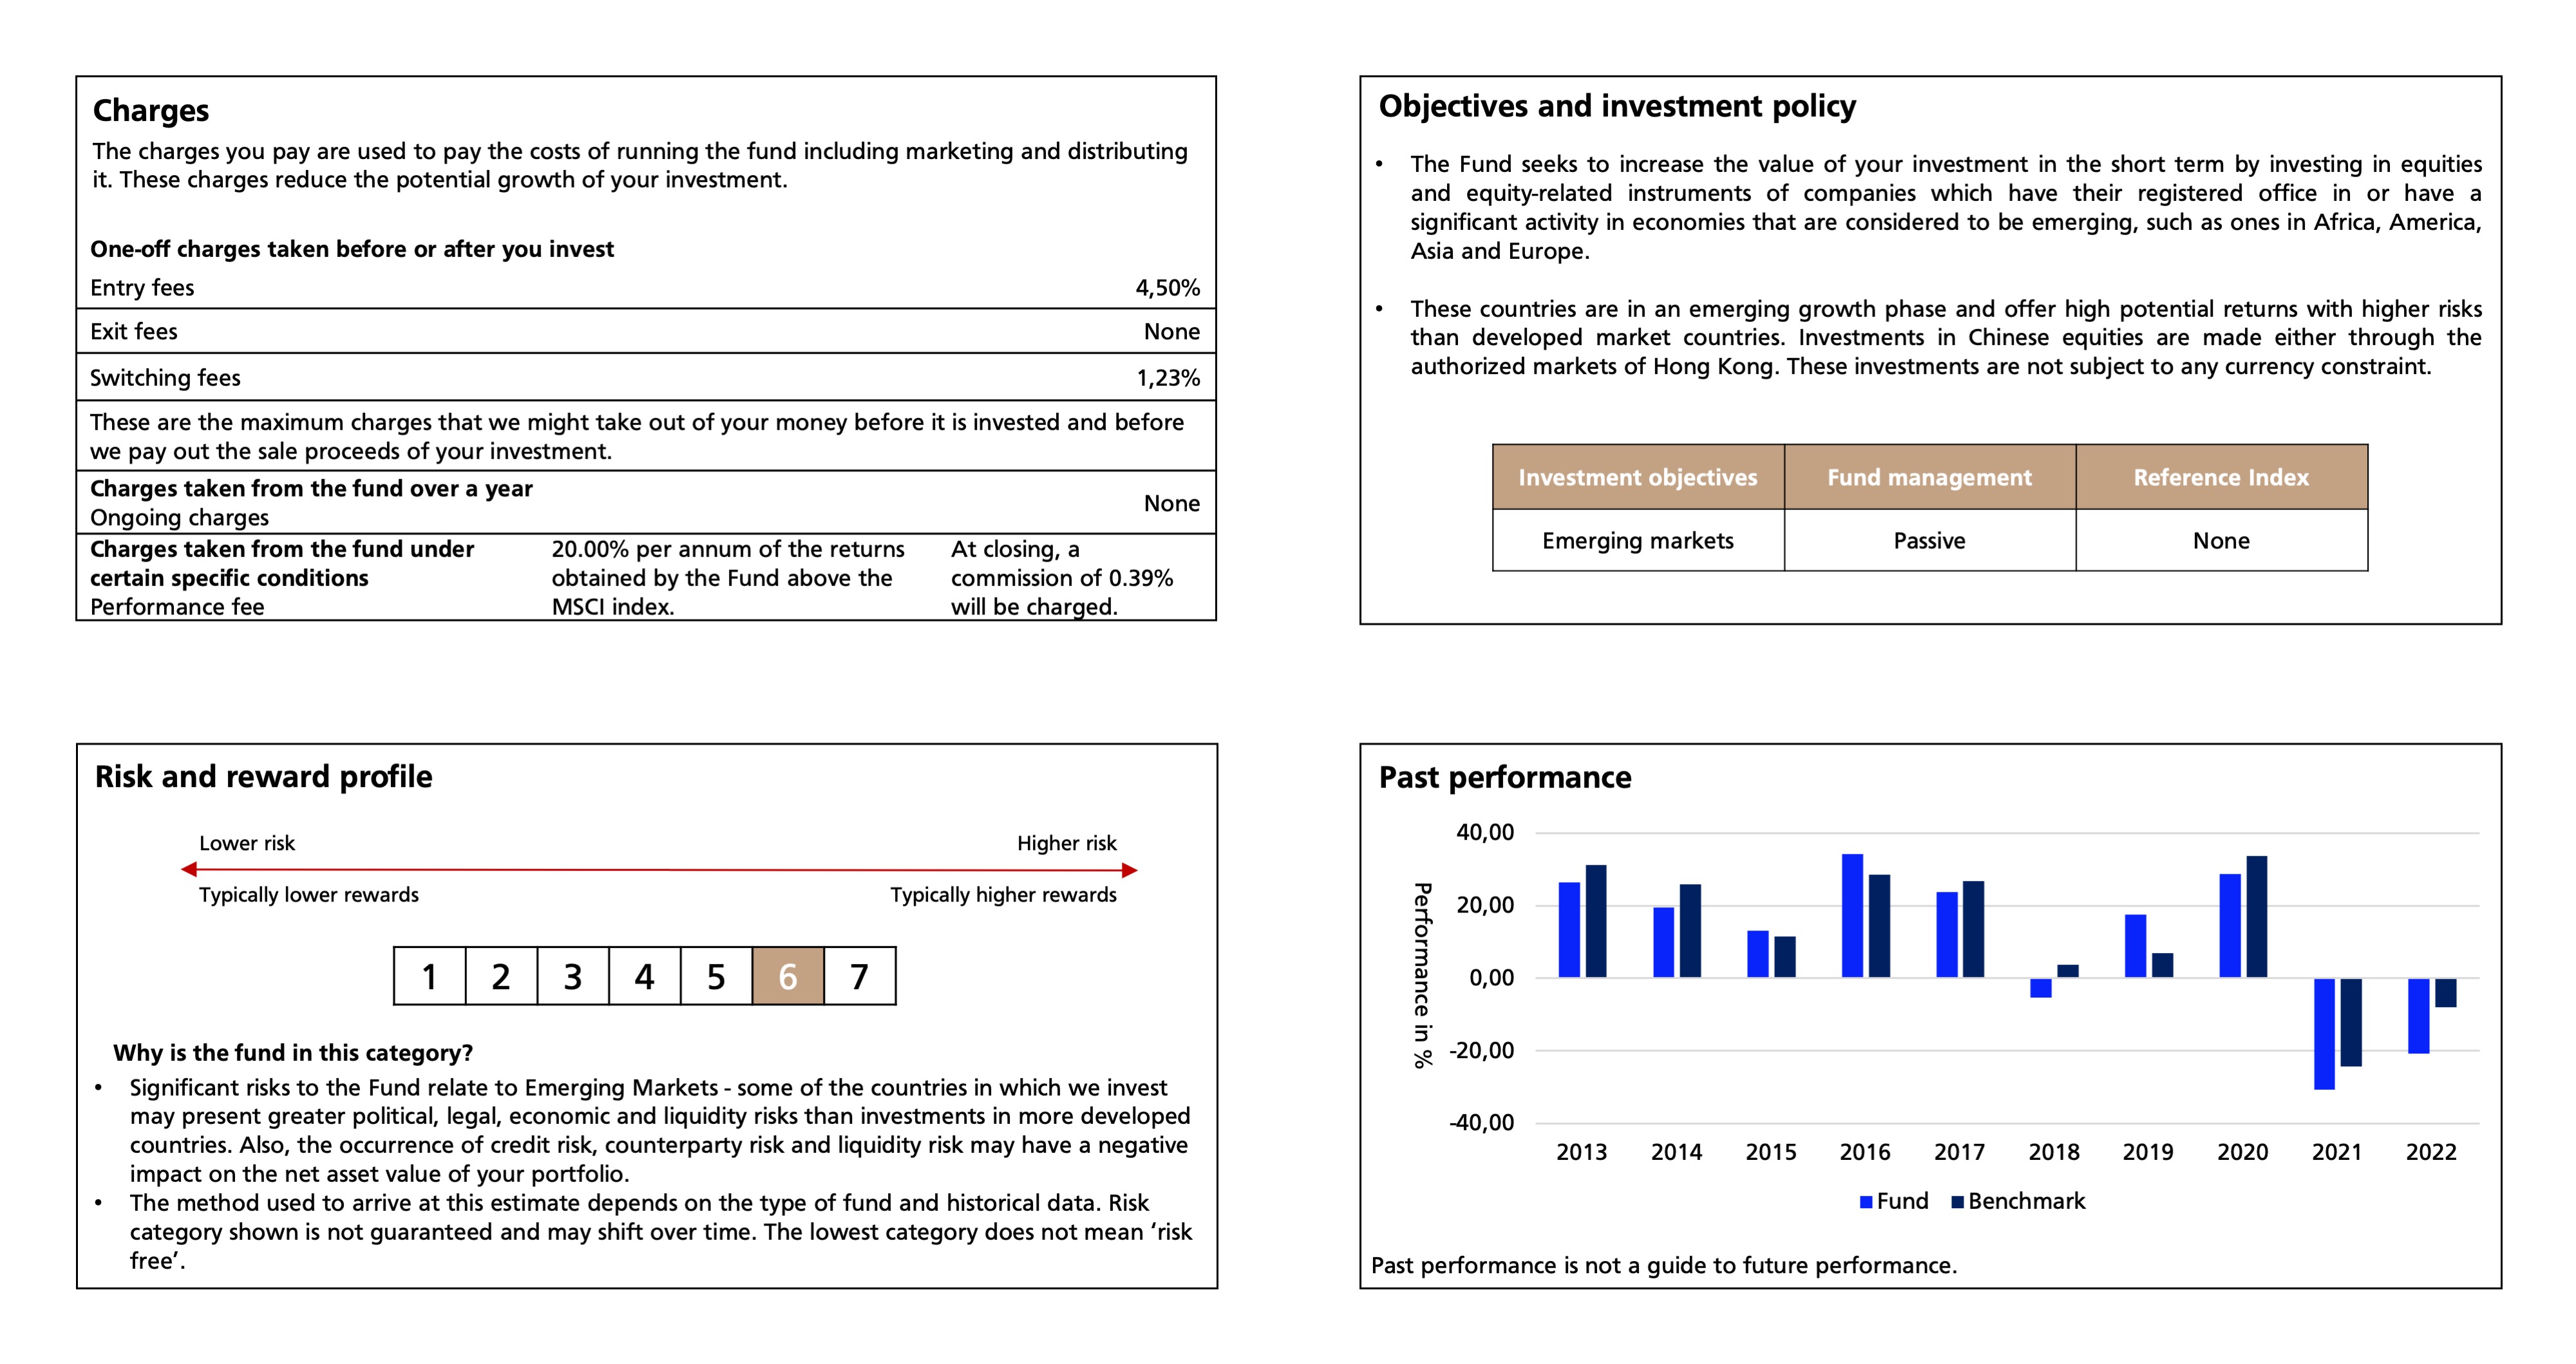 Charges
The charges you pay are used to pay the costs of running the fund including marketing and distributing
it. These charges reduce the potential growth of your investment.
One-off charges taken before or after you invest
Entry fees 4,50%
Exit fees None
Switching fees 1,23%
These are the maximum charges that we might take out of your money before it is invested and before
we pay out the sale proceeds of your investment.
Charges taken from the fund over a year
Ongoing charges
None
Charges taken from the fund under
certain specific conditions
Performance fee
20.00% per annum of the returns
obtained by the Fund above the
MSCI index.
At closing, a
commission of 0.39%
will be charged.
Objectives and investment policy
• The Fund seeks to increase the value of your investment in the short term by investing in equities
and equity-related instruments of companies which have their registered office in or have a
significant activity in economies that are considered to be emerging, such as ones in Africa, America,
Asia and Europe.
• These countries are in an emerging growth phase and offer high potential returns with higher risks
than developed market countries. Investments in Chinese equities are made either through the
authorized markets of Hong Kong. These investments are not subject to any currency constraint.
Investment objectives Fund management Reference Index
Emerging markets Passive None
Risk and reward profile
Lower risk Higher risk
Typically lower rewards Typically higher rewards
1 2 3 4 5 6 7
Why is the fund in this category?
• Significant risks to the Fund relate to Emerging Markets - some of the countries in which we invest
may present greater political, legal, economic and liquidity risks than investments in more developed
countries. Also, the occurrence of credit risk, counterparty risk and liquidity risk may have a negative
impact on the net asset value of your portfolio.
• The method used to arrive at this estimate depends on the type of fund and historical data. Risk
category shown is not guaranteed and may shift over time. The lowest category does not mean ‘risk
free’.
Past performance
Performance in %
40,00
20,00
0,00
-20,00
-40,00
2013 2014 2015 2016 2017 2018 2019 2020 2021 2022
Fund Benchmark
Past performance is not a guide to future performance.